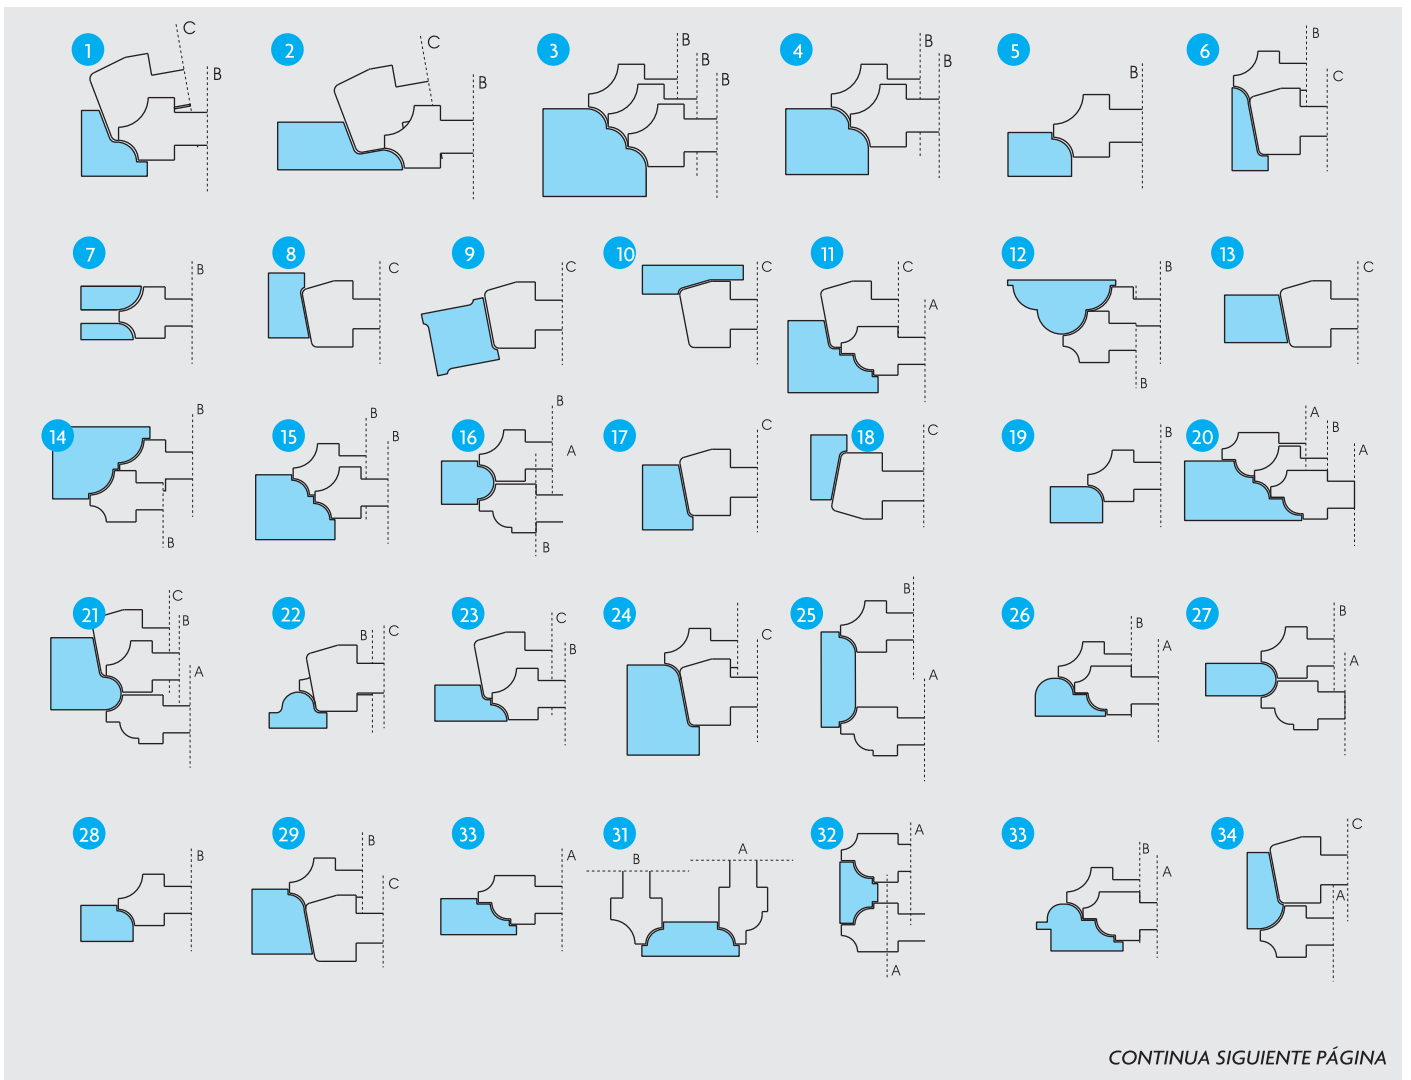 1 C B
2 C B
3 B B B
4 B B
5 B
6 B C
7 B
8 C
9 C
10 C
11 C A
12 B B
13 C
14 B B
15 B B
16 B A B
17 C
18 C
19 B
20 A B A
21 C B A
22 B C
23 C B
24 C
25 B A
26 B A
27 B A
28 B
29 B C
33 A
31 B A
32 A A
33 B A
34 C A
CONTINUA SIGUIENTE PÁGINA